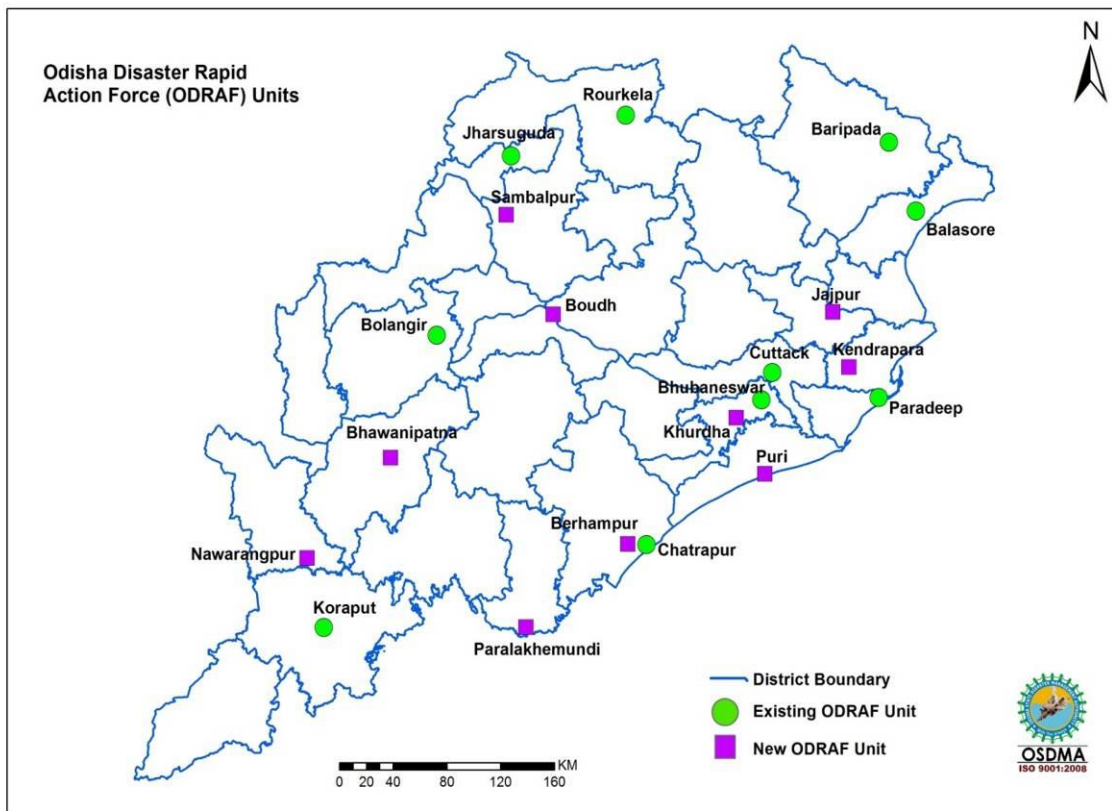 N
Odisha Disaster Rapid
Action Force (ODRAF) Units
Rourkela
Jharsuguda
Baripada
Sambalpur
Balasore
Boudh
Jajpur
Bolangir
Cuttack
Kendrapara
Bhubaneswar
Paradeep
Khurdha
Bhawanipatna
Puri
Berhampur
Chatrapur
Nawarangpur
Koraput
Paralakhemundi
District Boundary
Existing ODRAF Unit
New ODRAF Unit
KM
0 20 40 80 120 160
OSDMA
ISO 9001:2008